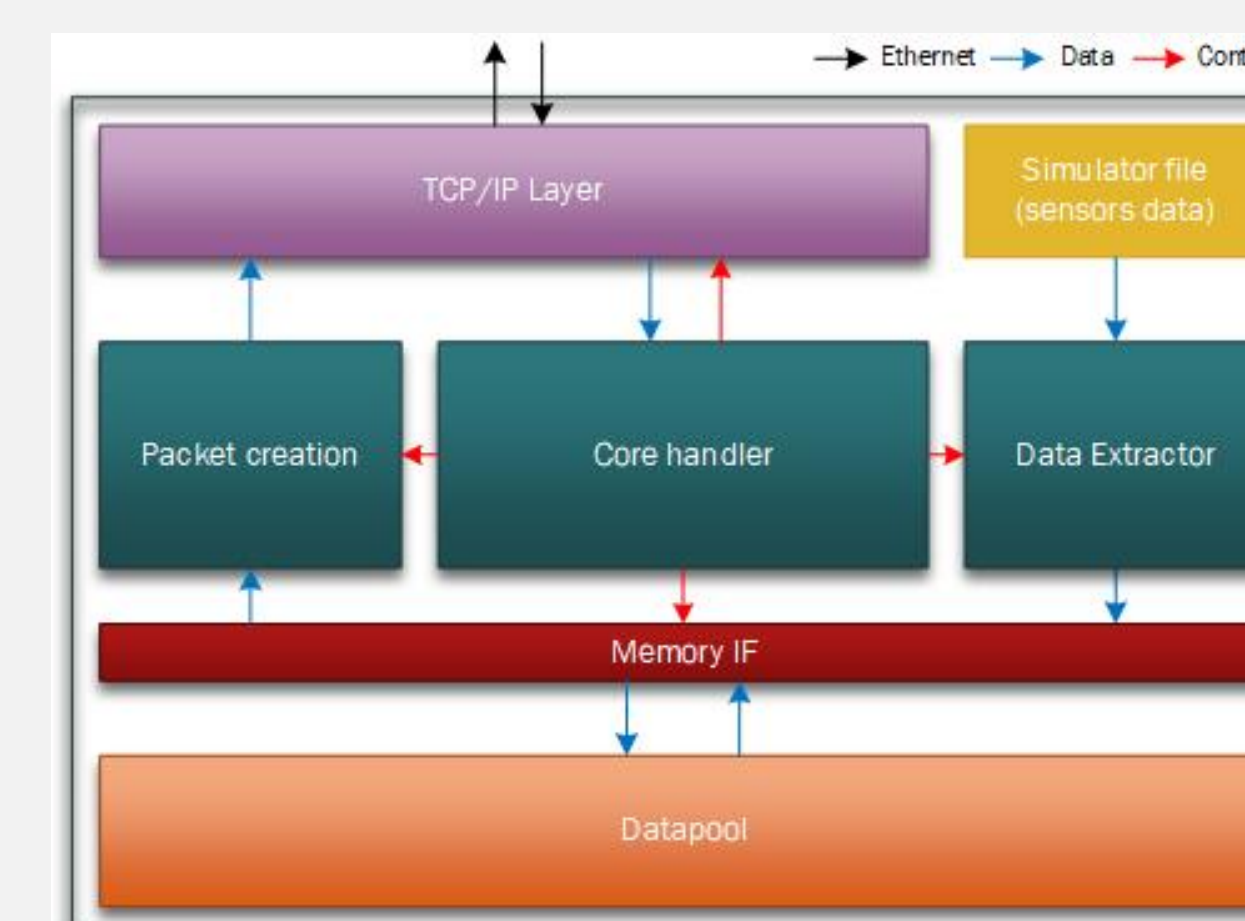 Ethernet
Data
TCP/IP Layer
Simulator file
(sensors data)
Packet creation
Core handler
Data Extractor
Memory IF
Datapool